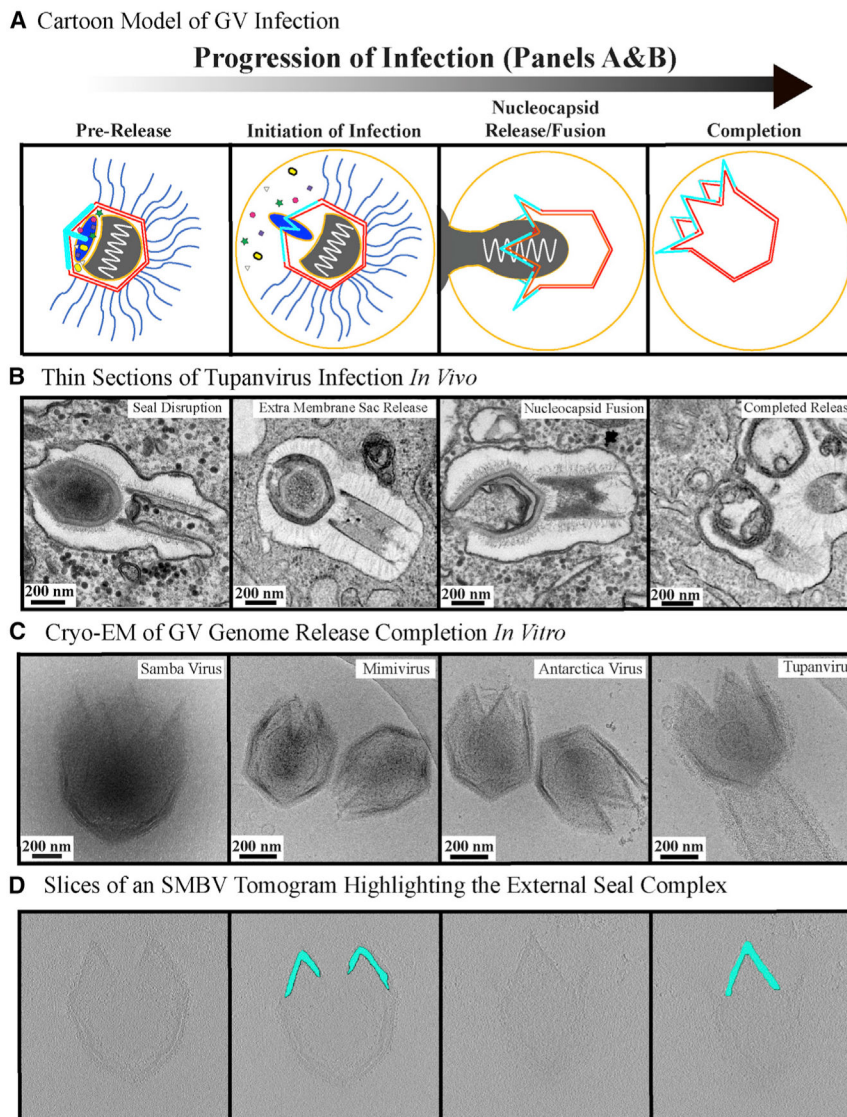 A Cartoon Model of GV Infection
Progression of Infection (Panels A&B)
Pre-Release
Initiation of Infection
Nucleocapsid
Release/Fusion
Completion
B Thin Sections of Tupanvirus Infection In Vivo
Seal Disruption
Extra Membrane Sac Release
Nucleocapsid Fusion
Completed Release
200 nm
200 nm
200 nm
200 nm
C Cryo-EM of GV Genome Release Completion In Vitro
Samba Virus
Mimivirus
Antarctica Virus
Tupanvirus
200 nm
200 nm
200 nm
200 nm
D Slices of an SMBV Tomogram Highlighting the External Seal Complex